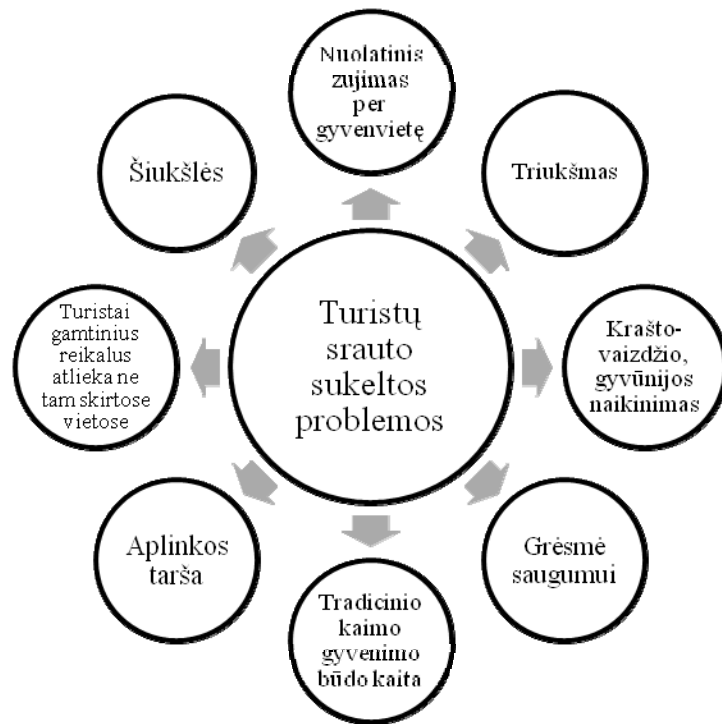 Turistų
srauto
sukeltos
problemos
Nuolatinis
zujimas
per
gyvenvietę
Triukšmas
Krašto-
vaizdžio,
gyvūnijos
naikinimas
Grėsmė
saugumui
Tradicinio
kaimo
gyvenimo
būdo kaita
Aplinkos
tarša
Turistai
gamtinius
reikalus
atlieka ne
tam skirtose
vietose
Šiukšlės